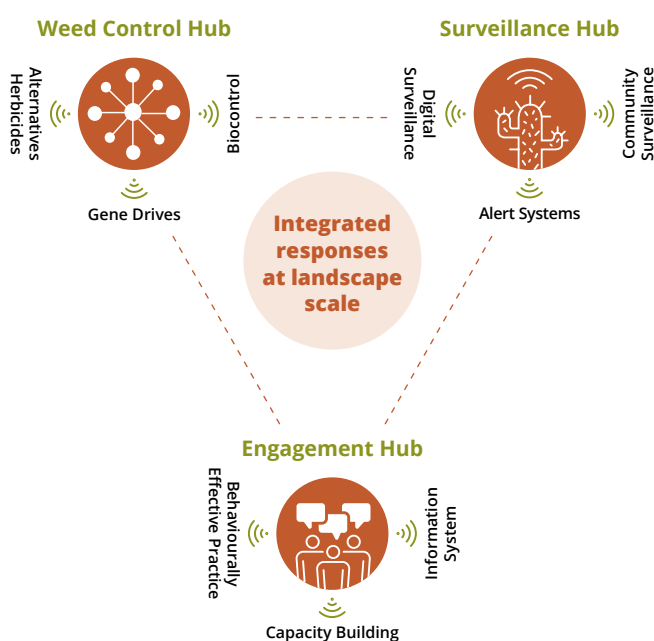 Weed Control Hub
Alternatives
Herbicides
Biocontrol
Gene Drives
Surveillance Hub
Digital
Surveillance
Community
Surveillance
Alert Systems
Integrated
responses
at landscape
scale
Engagement Hub
Behaviourally
Effective Practice
Information
System
Capacity Building